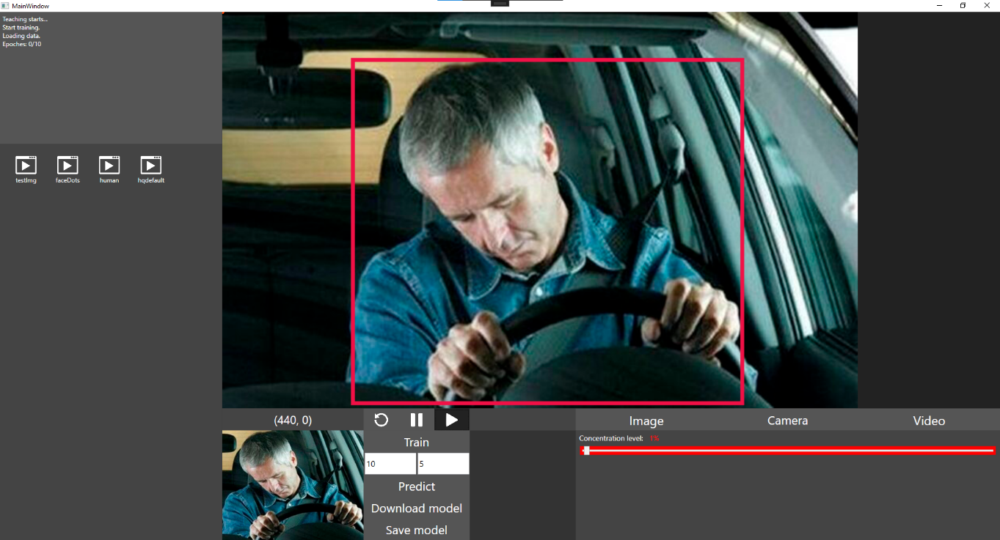 MainWindow
Teaching starts...
Start training.
Loading data.
Epoches: 0/10
testImg
faceDots
human
hqdefault
(440, 0)
Image
Camera
Video
Train
10
5
Predict
Download model
Save model
Concentration level: 1%